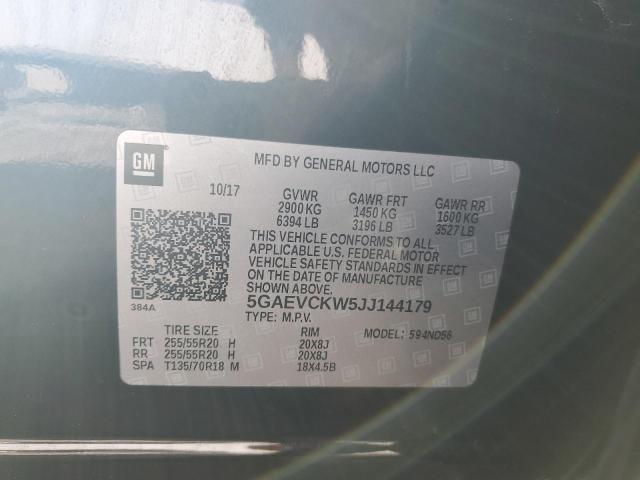 GM
MFD BY GENERAL MOTORS LLC
10/17 GVWR GAWR FRT GAWR RR
2900 KG 1450 KG 1600 KG
6394 LB 3196 LB 3527 LB
THIS VEHICLE CONFORMS TO ALL
APPLICABLE U.S. FEDERAL MOTOR
VEHICLE SAFETY STANDARDS IN EFFECT
ON THE DATE OF MANUFACTURE
SHOWN ABOVE.
384A
5GAEVCKW5JJ144179
TYPE: M.P.V. MODEL: 594ND56
TIRE SIZE RIM
FRT 255/55R20 H 20X8J
RR 255/55R20 H 20X8J
SPA T135/70R18 M 18X4.5B